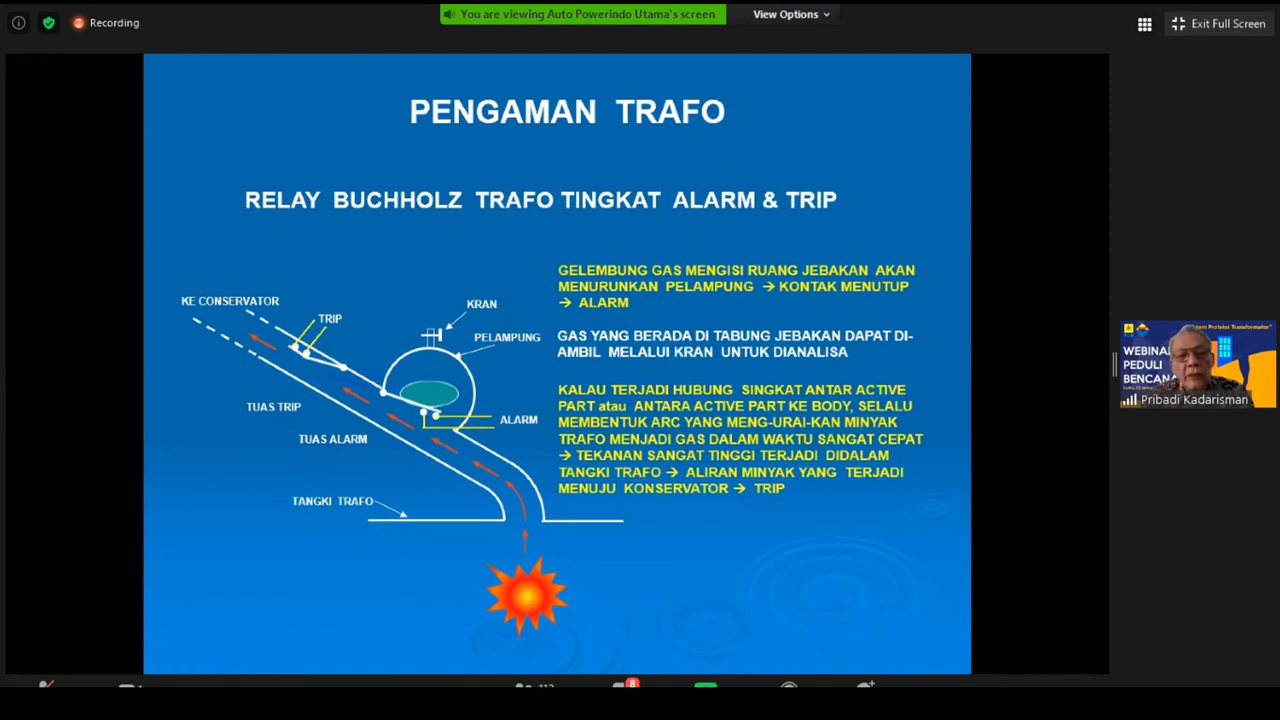 Recording
You are viewing Auto Powerindo Utama's screen
View Options
Exit Full Screen
PENGAMAN TRAFO
RELAY BUCHHOLZ TRAFO TINGKAT ALARM & TRIP
KE CONSERVATOR
TRIP
KRAN
PELAMPUNG
TUAS TRIP
ALARM
TUAS ALARM
TANGKI TRAFO
GELEMBUNG GAS MENGISI RUANG JEBAKAN AKAN
MENURUNKAN PELAMPUNG → KONTAK MENUTUP
→ ALARM
GAS YANG BERADA DI TABUNG JEBAKAN DAPAT DI-
AMBIL MELALUI KRAN UNTUK DIANALISA
KALAU TERJADI HUBUNG SINGKAT ANTAR ACTIVE
PART atau ANTARA ACTIVE PART KE BODY, SELALU
MEMBENTUK ARC YANG MENG-URAI-KAN MINYAK
TRAFO MENJADI GAS DALAM WAKTU SANGAT CEPAT
→ TEKANAN SANGAT TINGGI TERJADI DIDALAM
TANGKI TRAFO → ALIRAN MINYAK YANG TERJADI
MENUJU KONSERVATOR → TRIP
Proteksi Transformator"
WEBINA
PEDULI
BENCANA
Pribadi Kadarisman
8